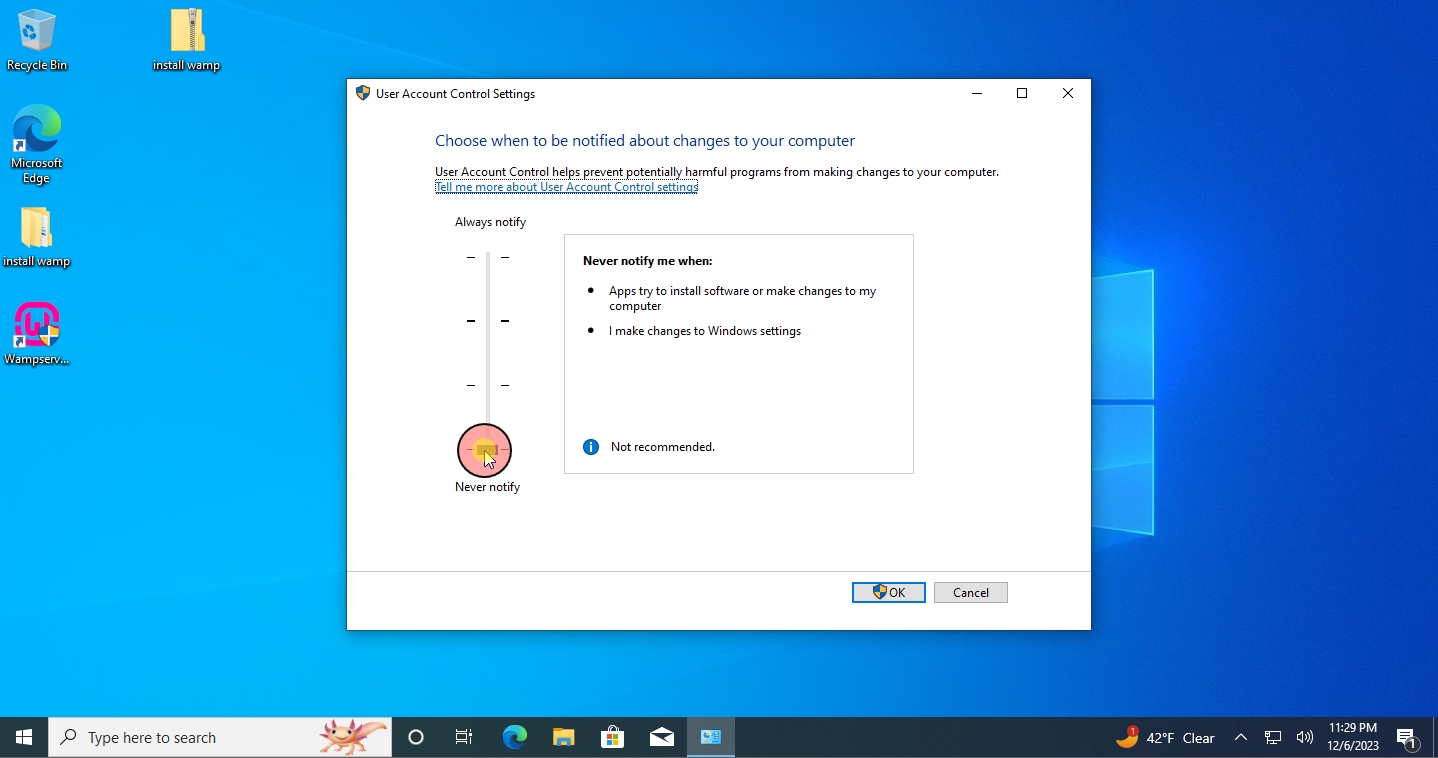 Recycle Bin
install wamp
Microsoft
Edge
install wamp
Wampserv...
User Account Control Settings
Choose when to be notified about changes to your computer
User Account Control helps prevent potentially harmful programs from making changes to your computer.
Tell me more about User Account Control settings
Always notify
Never notify me when:
Apps try to install software or make changes to my
computer
I make changes to Windows settings
Not recommended.
Never notify
OK
Cancel
Type here to search
1
42°F Clear
11:29 PM
12/6/2023
1